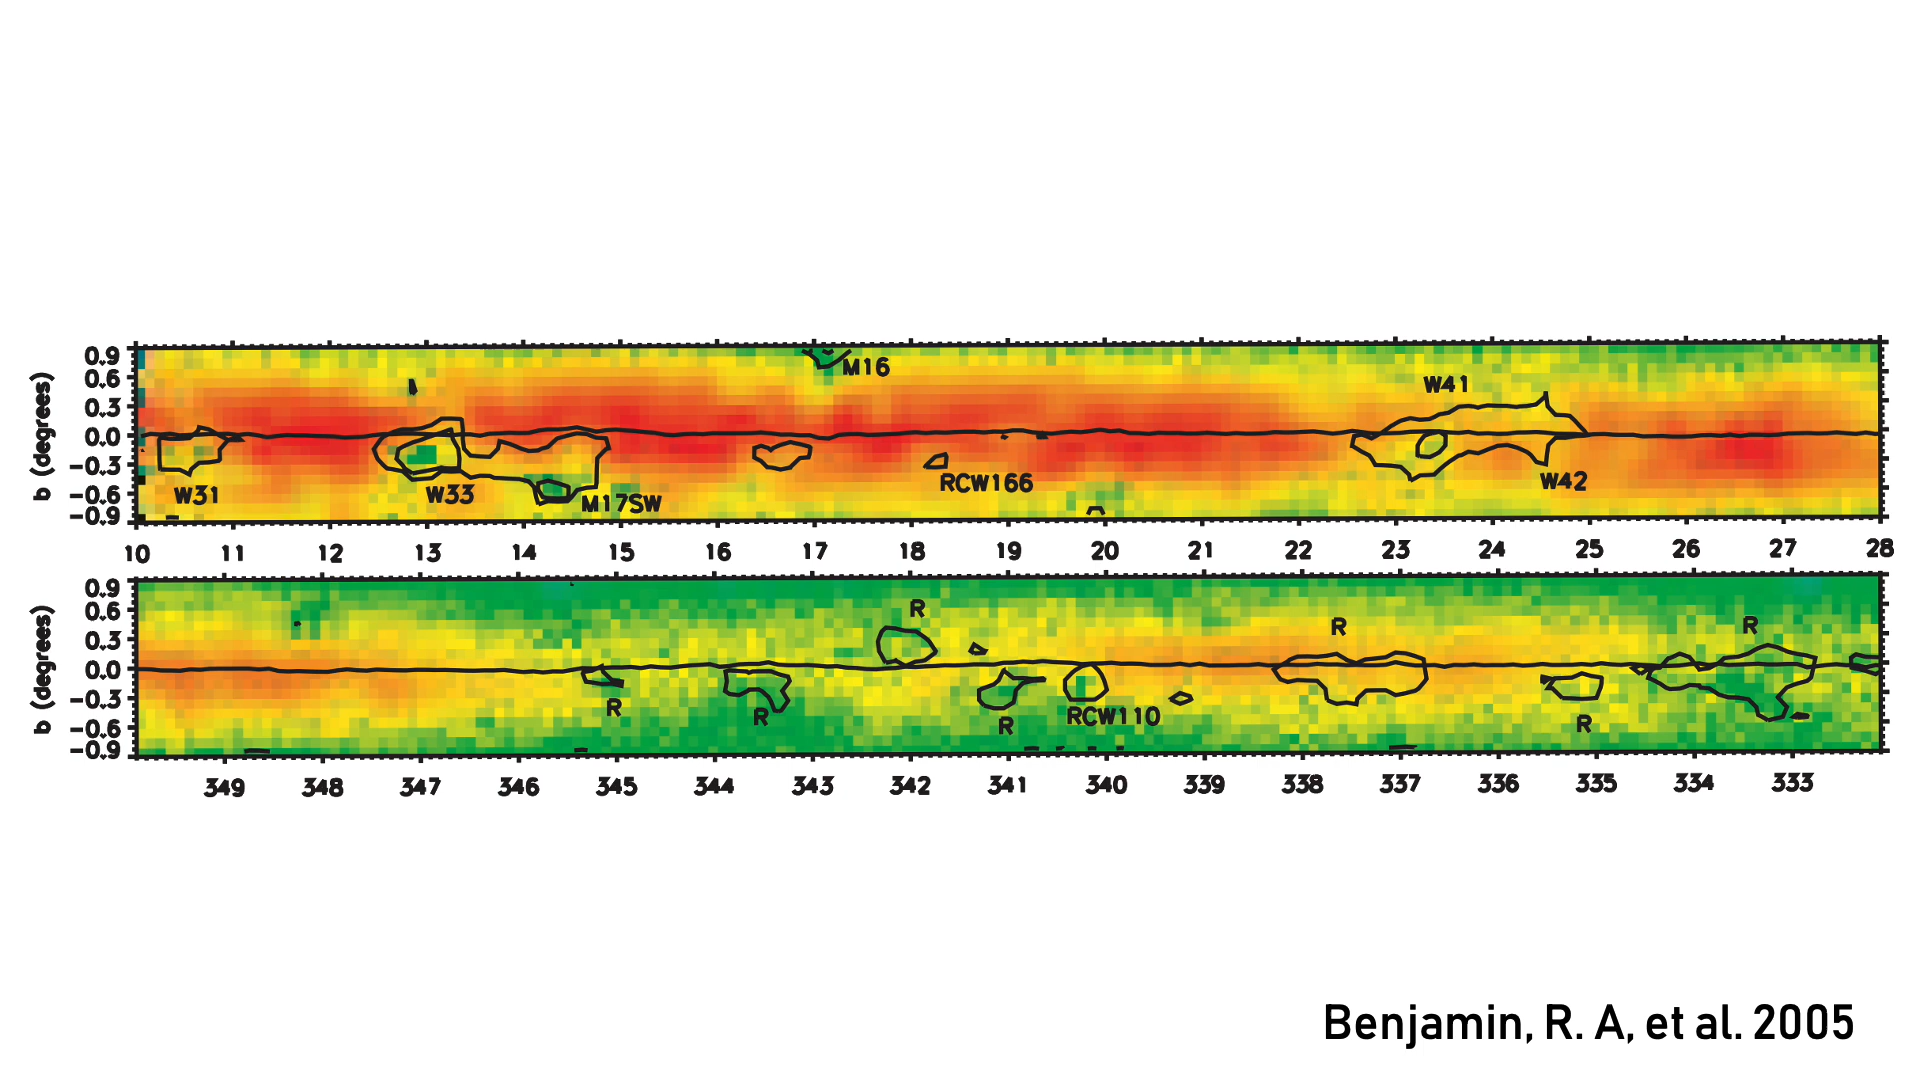 0.9
0.6
0.3
0.0
−0.3
−0.6
−0.9
b (degrees)
M16
W41
W31
W33
M17SW
RCW166
W42
10 11 12 13 14 15 16 17 18 19 20 21 22 23 24 25 26 27 28
0.9
0.6
0.3
0.0
−0.3
−0.6
−0.9
b (degrees)
R
R
R
R
R
R
RCW110
R
349 348 347 346 345 344 343 342 341 340 339 338 337 336 335 334 333
Benjamin, R. A, et al. 2005